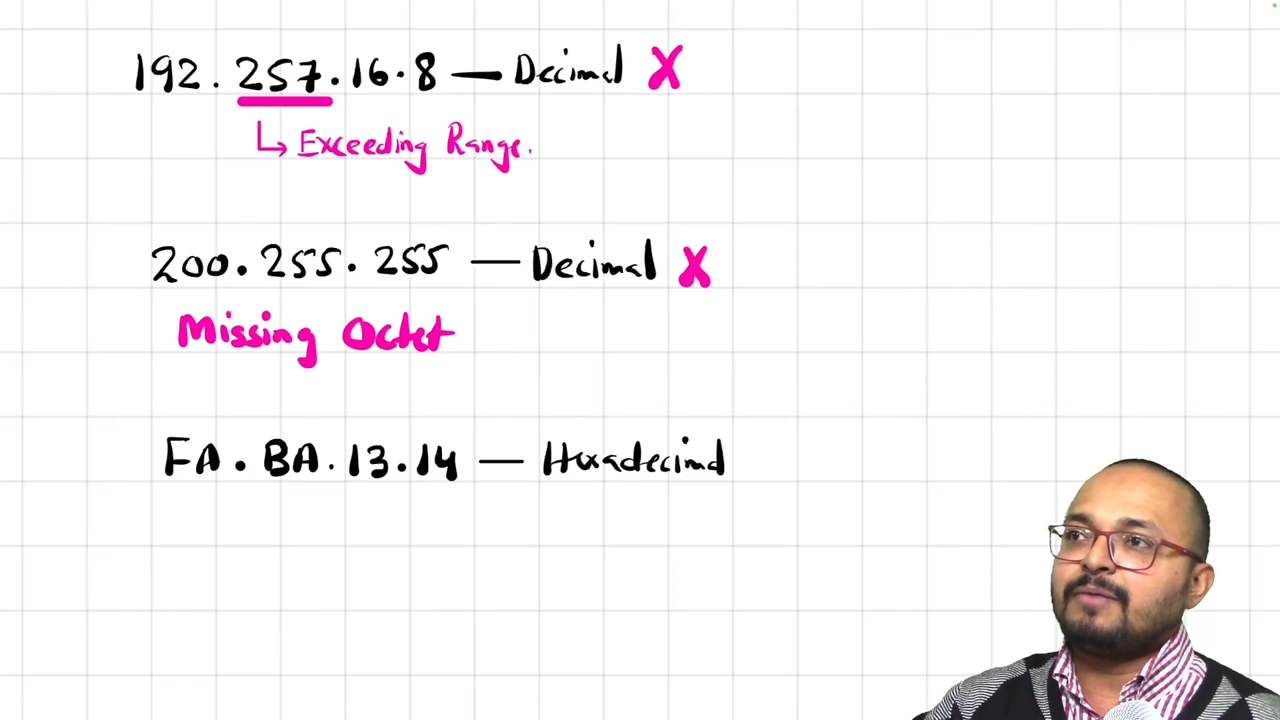 192.257.16.8 — Decimal X
↳ Exceeding Range.
200.255.255 — Decimal X
Missing Octet
FA.BA.13.14 — Hexadecimal